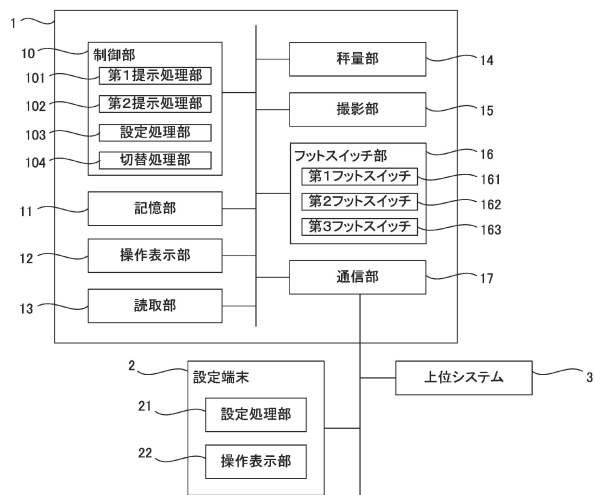 1
10
制御部
101
第1提示処理部
102
第2提示処理部
103
設定処理部
104
切替処理部
11
記憶部
12
操作表示部
13
読取部
秤量部
14
撮影部
15
フットスイッチ部
16
第1フットスイッチ
161
第2フットスイッチ
162
第3フットスイッチ
163
通信部
17
2
設定端末
21
設定処理部
22
操作表示部
上位システム
3